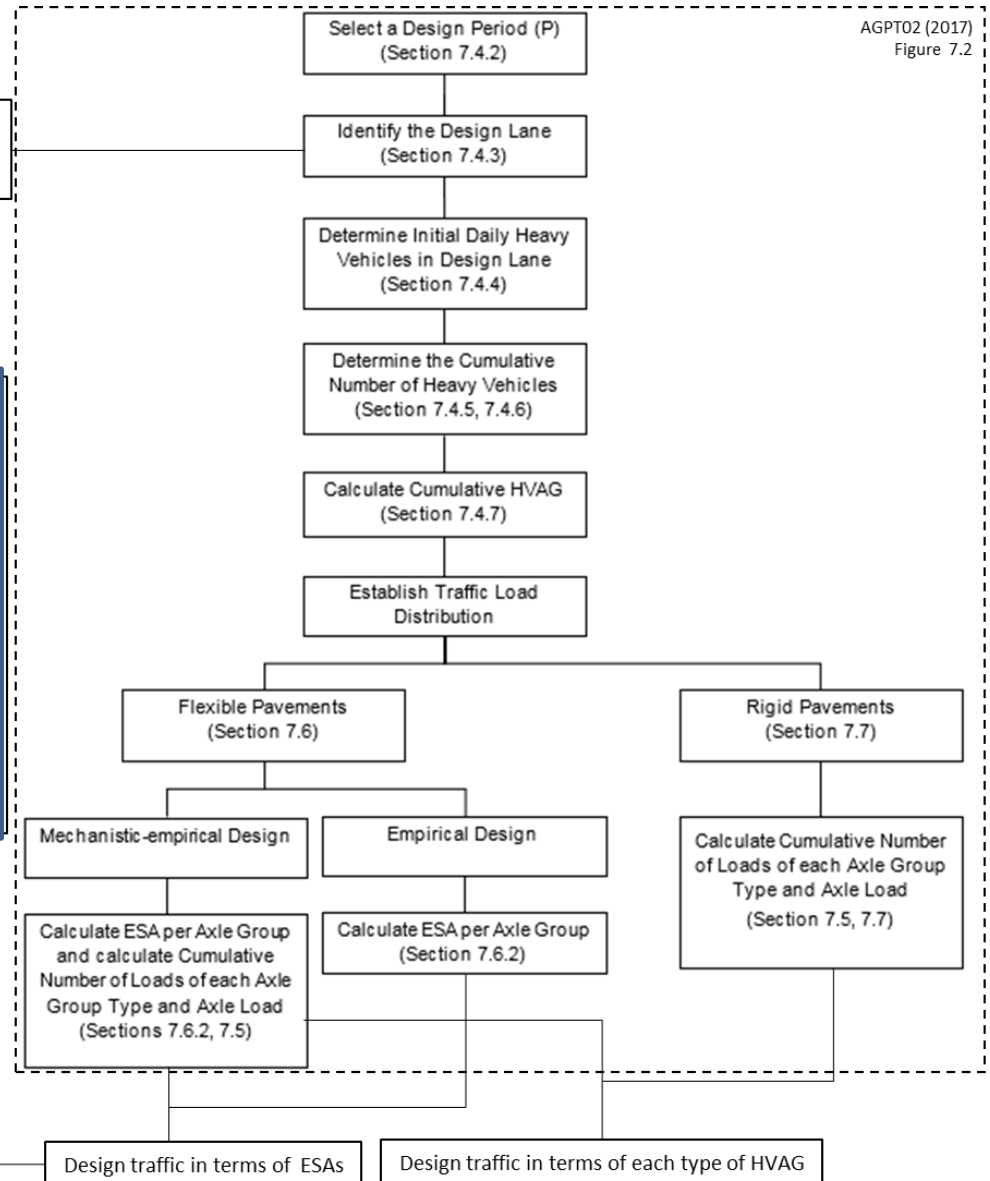 AGPT02 (2017)
Figure 7.2
Select a Design Period (P)
(Section 7.4.2)
Identify the Design Lane
(Section 7.4.3)
Determine Initial Daily Heavy
Vehicles in Design Lane
(Section 7.4.4)
Determine the Cumulative
Number of Heavy Vehicles
(Section 7.4.5, 7.4.6)
Calculate Cumulative HVAG
(Section 7.4.7)
Establish Traffic Load
Distribution
Flexible Pavements
(Section 7.6)
Rigid Pavements
(Section 7.7)
Mechanistic-empirical Design
Empirical Design
Calculate Cumulative Number
of Loads of each Axle Group
Type and Axle Load
(Section 7.5, 7.7)
Calculate ESA per Axle Group
and calculate Cumulative
Number of Loads of each Axle
Group Type and Axle Load
(Sections 7.6.2, 7.5)
Calculate ESA per Axle Group
(Section 7.6.2)
Design traffic in terms of ESAs
Design traffic in terms of each type of HVAG